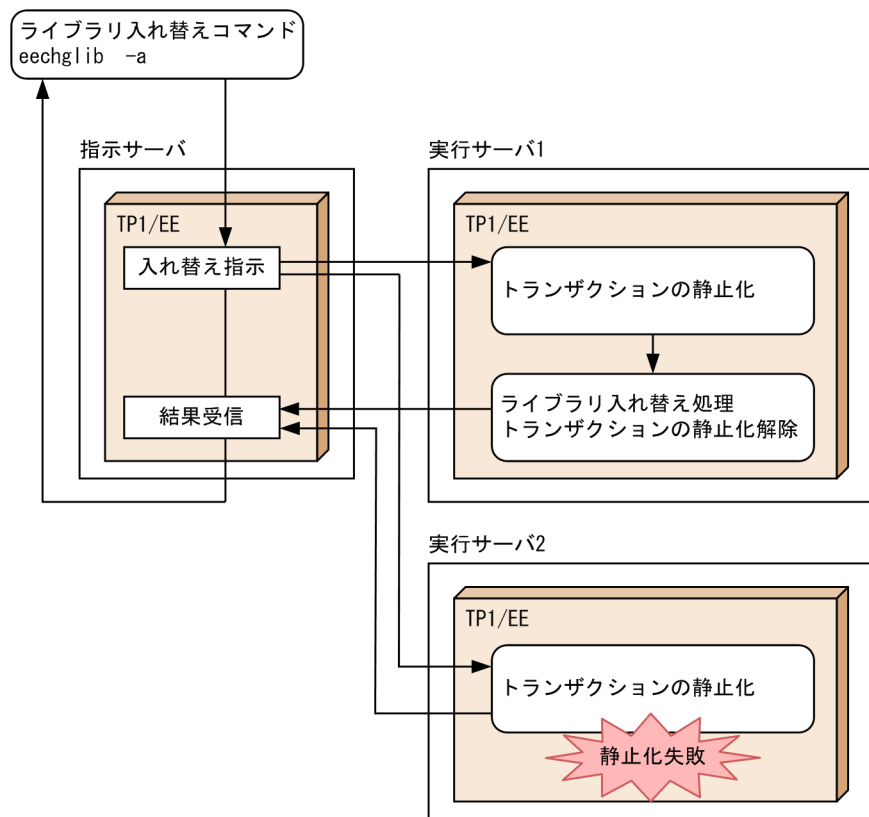 ライブラリ入れ替えコマンド
eechglib -a
指示サーバ
TP1/EE
入れ替え指示
結果受信
実行サーバ1
TP1/EE
トランザクションの静止化
ライブラリ入れ替え処理
トランザクションの静止化解除
実行サーバ2
TP1/EE
トランザクションの静止化
静止化失敗